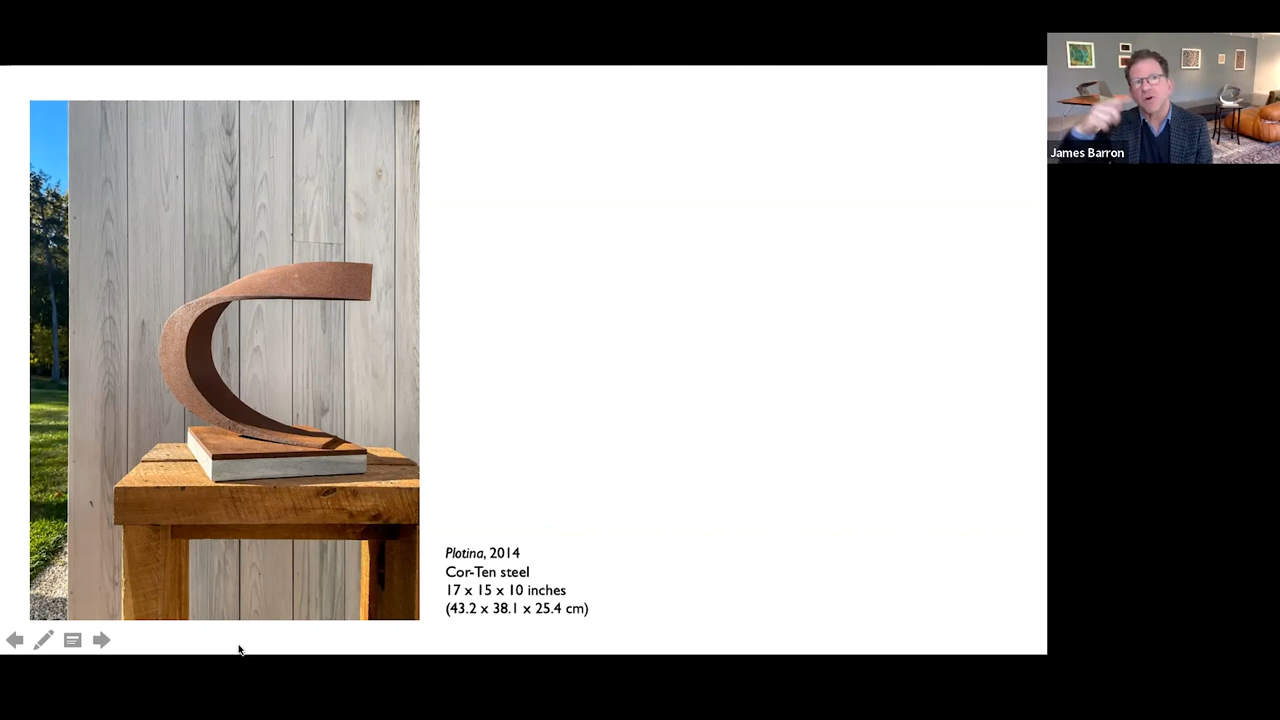 James Barron
Plotina, 2014
Cor-Ten steel
17 x 15 x 10 inches
(43.2 x 38.1 x 25.4 cm)